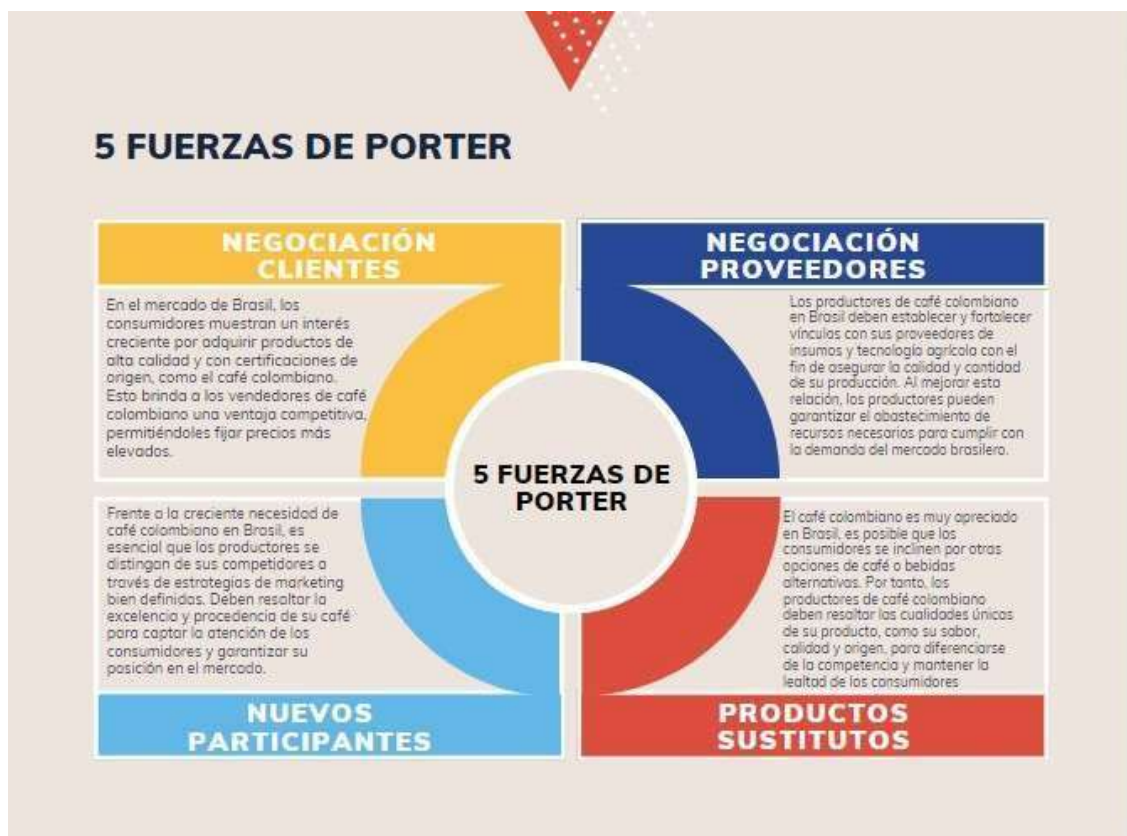 5 FUERZAS DE PORTER
NEGOCIACIÓN
CLIENTES
En el mercado de Brasil, los
consumidores muestran un interés
creciente por adquirir productos de
alta calidad y con certificaciones de
origen, como el café colombiano.
Esto brinda a los vendedores de café
colombiano una ventaja competitiva,
permitiéndoles fijar precios más
elevados.
NEGOCIACIÓN
PROVEEDORES
Los productores de café colombiano
en Brasil deben establecer y fortalecer
vínculos con sus proveedores de
insumos y tecnología agrícola con el
fin de asegurar la calidad y cantidad
de su producción. Al mejorar esta
relación, los productores pueden
garantizar el abastecimiento de
recursos necesarios para cumplir con
la demanda del mercado brasilero.
5 FUERZAS DE
PORTER
Frente a la creciente necesidad de
café colombiano en Brasil, es
esencial que los productores se
distingan de sus competidores a
través de estrategias de marketing
bien definidas. Deben resaltar la
excelencia y procedencia de su café
para captar la atención de los
consumidores y garantizar su
posición en el mercado.
NUEVOS
PARTICIPANTES
El café colombiano es muy apreciado
en Brasil, es posible que los
consumidores se inclinen por otras
opciones de café o bebidas
alternativas. Por tanto, los
productores de café colombiano
deben resaltar las cualidades únicas
de su producto, como su sabor,
calidad y origen, para diferenciarse
de la competencia y mantener la
lealtad de los consumidores
PRODUCTOS
SUSTITUTOS